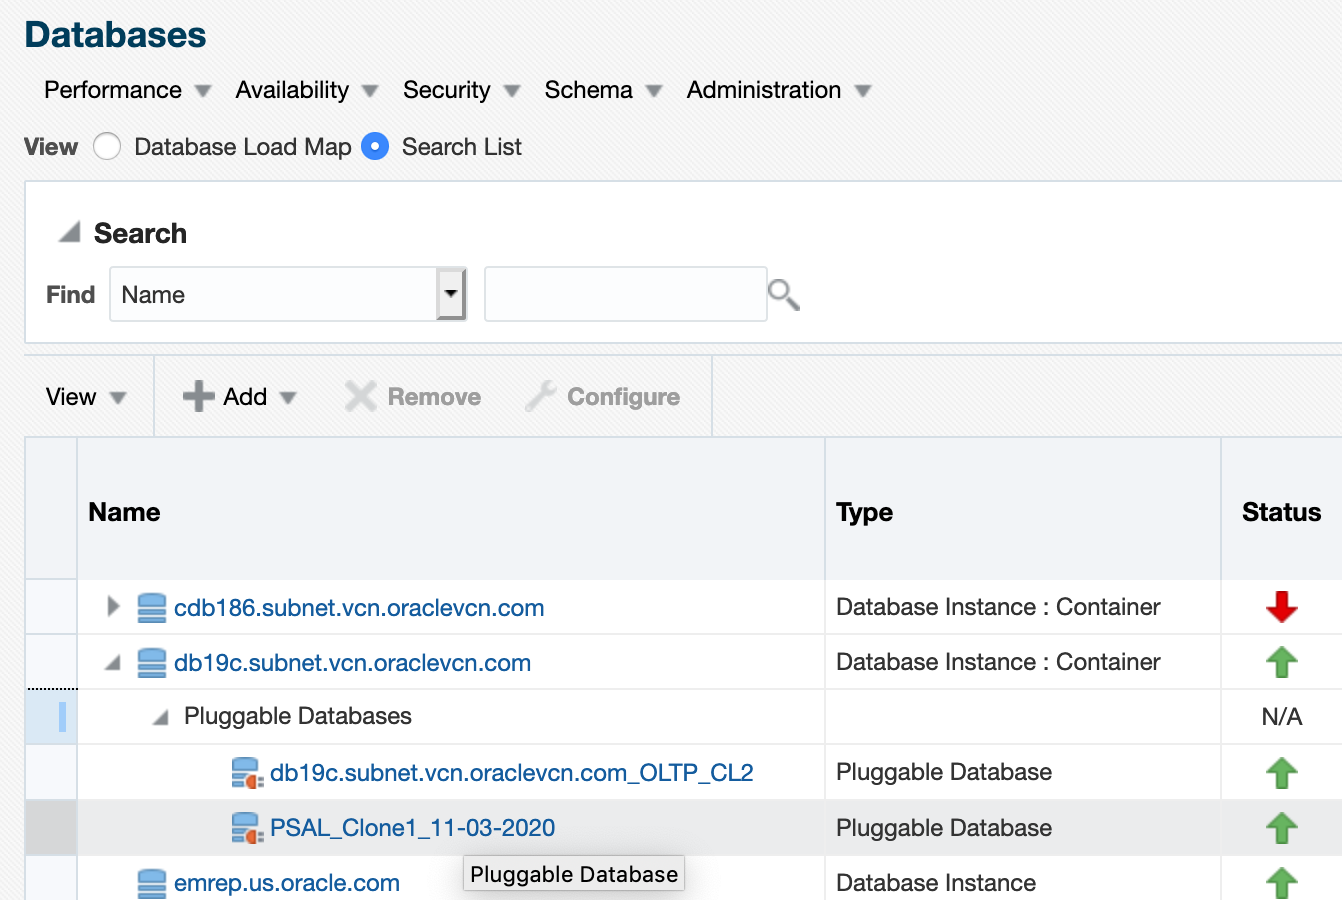 Databases
Performance Availability Security Schema Administration
View Database Load Map Search List
Search
Find Name
View Add Remove Configure
Name Type Status
cdb186.subnet.vcn.oraclevcn.com Database Instance : Container
db19c.subnet.vcn.oraclevcn.com Database Instance : Container
Pluggable Databases N/A
db19c.subnet.vcn.oraclevcn.com_OLTP_CL2 Pluggable Database
PSAL_Clone1_11-03-2020 Pluggable Database
Pluggable Database
emrep.us.oracle.com Database Instance